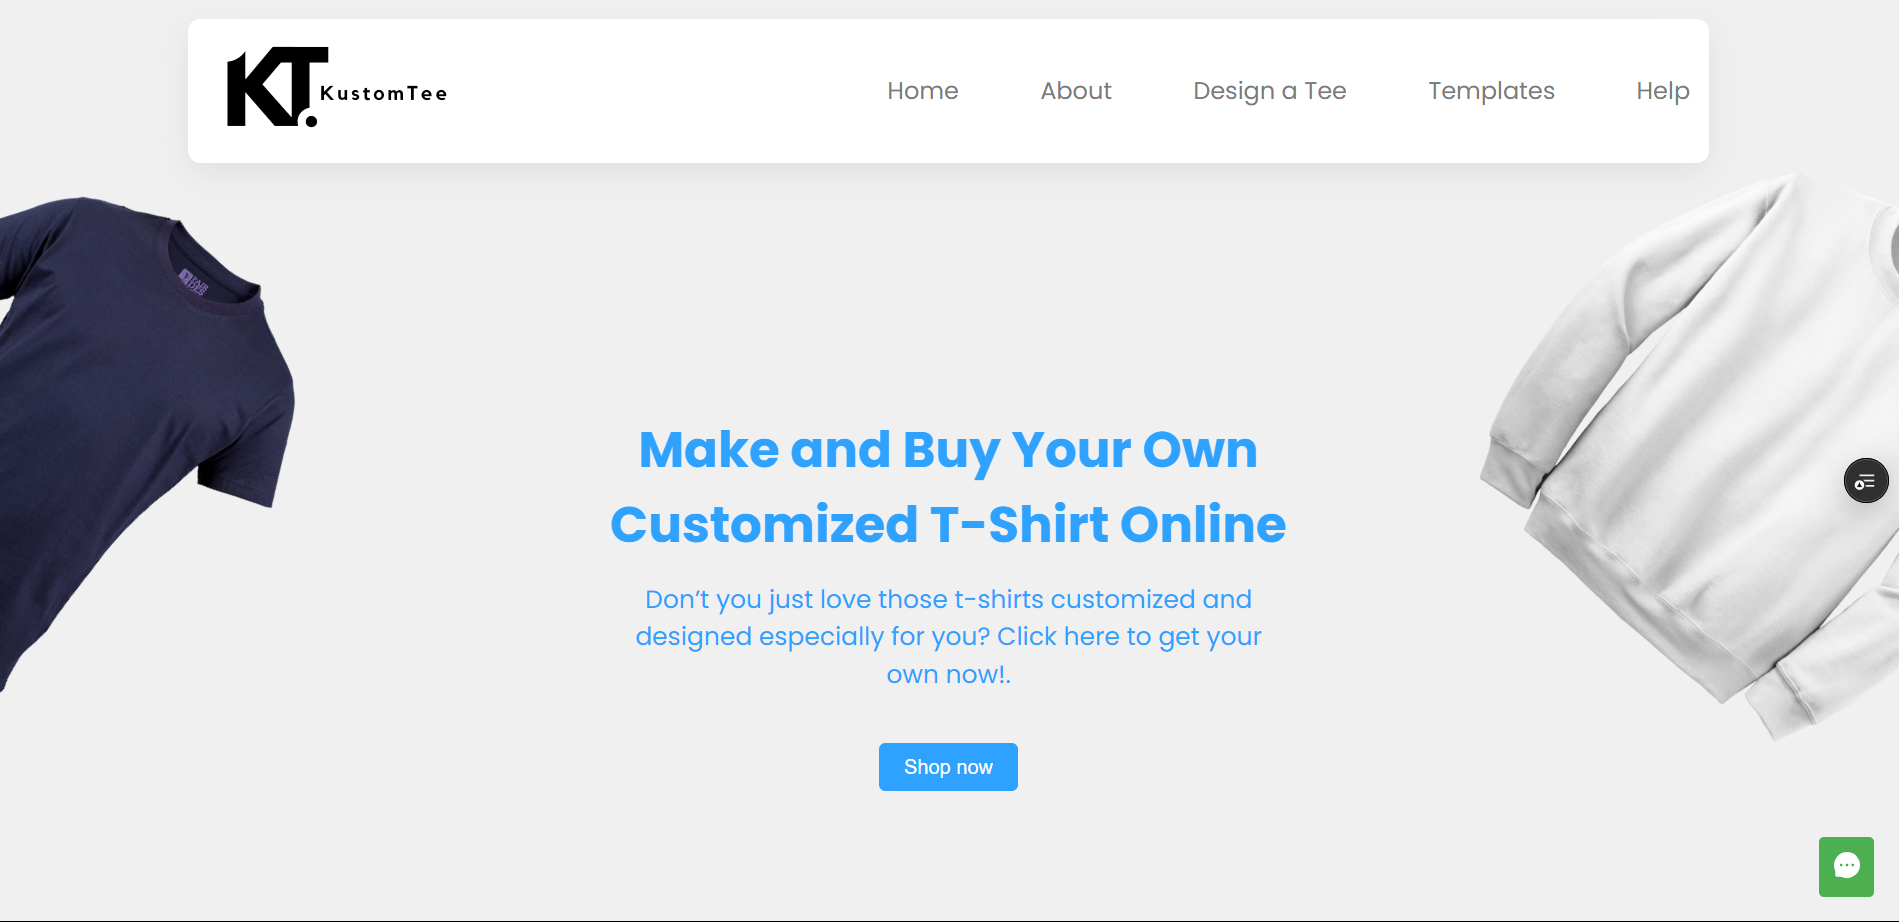 KT.
KustomTee
Home About Design a Tee Templates Help
Make and Buy Your Own
Customized T-Shirt Online
Don’t you just love those t-shirts customized and
designed especially for you? Click here to get your
own now!.
Shop now